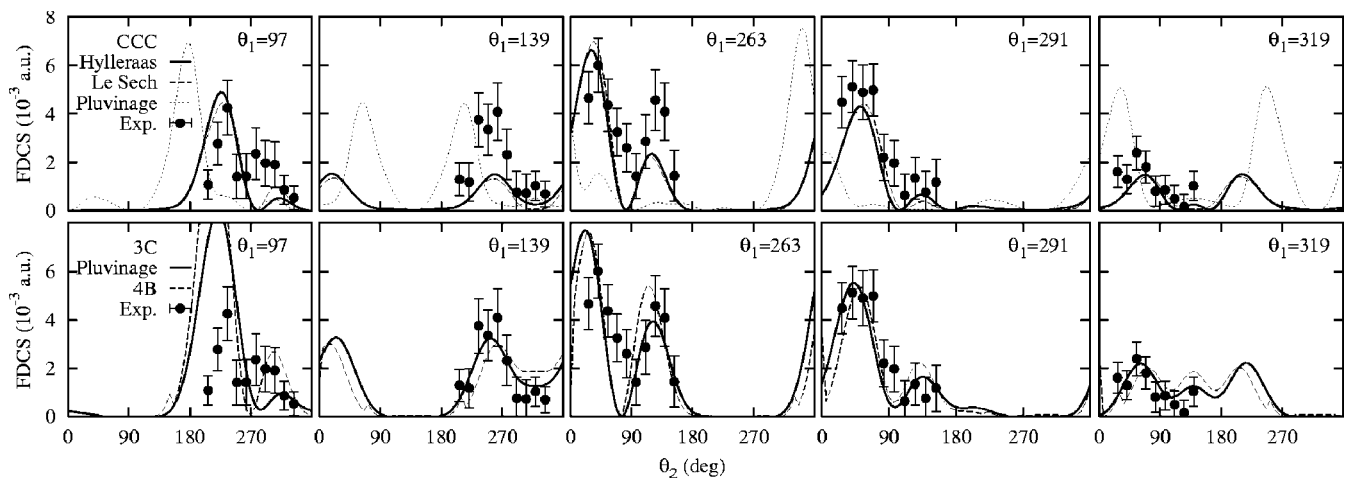 FDCS (10⁻³ a.u.)
8
6
4
2
0
CCC
Hylleraas
Le Sech
Pluvinage
Exp.
θ₁=97
θ₁=139
θ₁=263
θ₁=291
θ₁=319
FDCS (10⁻³ a.u.)
6
4
2
0
3C
Pluvinage
4B
Exp.
θ₁=97
θ₁=139
θ₁=263
θ₁=291
θ₁=319
0 90 180 270 0 90 180 270 0 90 180 270 0 90 180 270 0 90 180 270
θ₂ (deg)